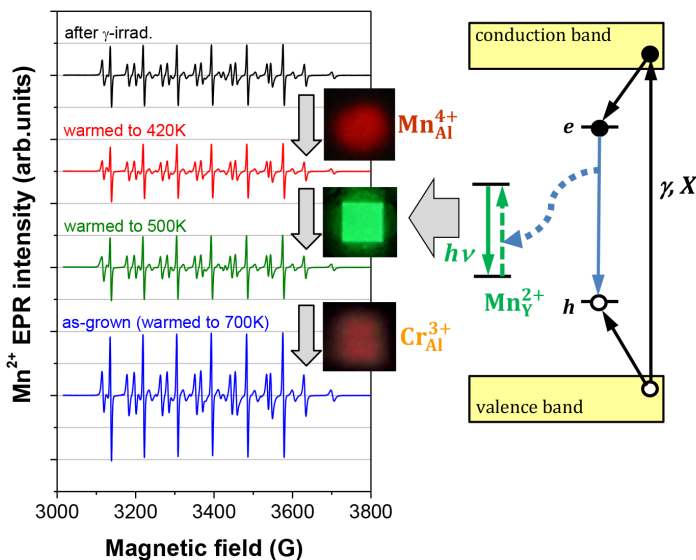 after γ-irrad.
warmed to 420K
warmed to 500K
as-grown (warmed to 700K)
Mn²⁺ EPR intensity (arb.units)
3000
3200
3400
3600
3800
Magnetic field (G)
Mn⁴⁺Al
Cr³⁺Al
conduction band
e
γ, X
hν
Mn²⁺Y
h
valence band